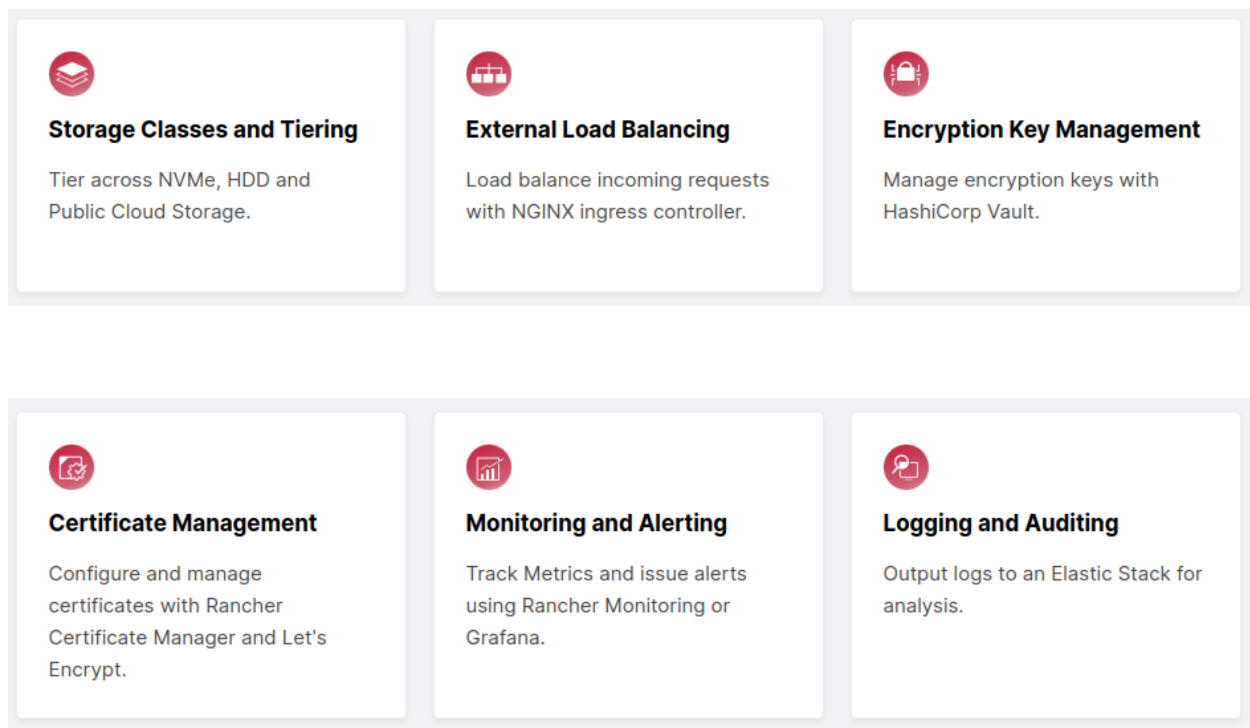 Storage Classes and Tiering
Tier across NVMe, HDD and
Public Cloud Storage.
External Load Balancing
Load balance incoming requests
with NGINX ingress controller.
Encryption Key Management
Manage encryption keys with
HashiCorp Vault.
Certificate Management
Configure and manage
certificates with Rancher
Certificate Manager and Let's
Encrypt.
Monitoring and Alerting
Track Metrics and issue alerts
using Rancher Monitoring or
Grafana.
Logging and Auditing
Output logs to an Elastic Stack for
analysis.